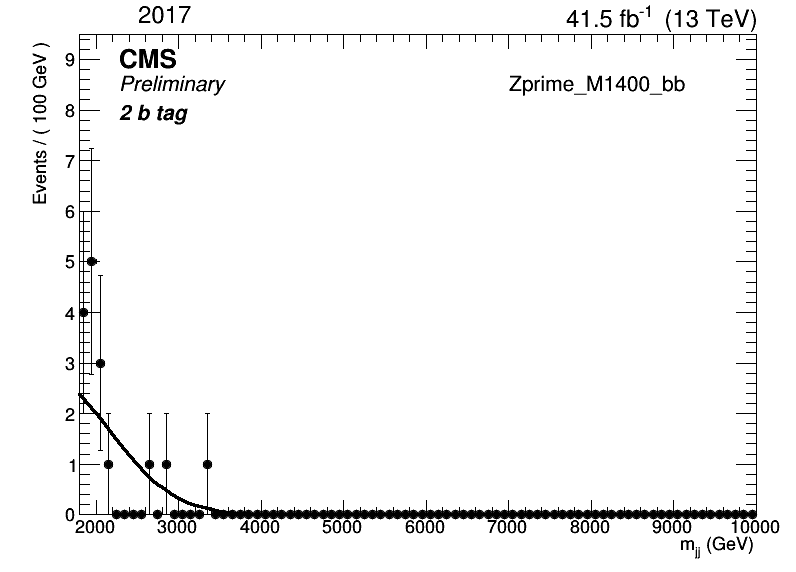 2017
41.5 fb-1 (13 TeV)
CMS
Preliminary
2 b tag
Zprime_M1400_bb
Events / ( 100 GeV )
9
8
7
6
5
4
3
2
1
0
2000 3000 4000 5000 6000 7000 8000 9000 10000
mjj (GeV)